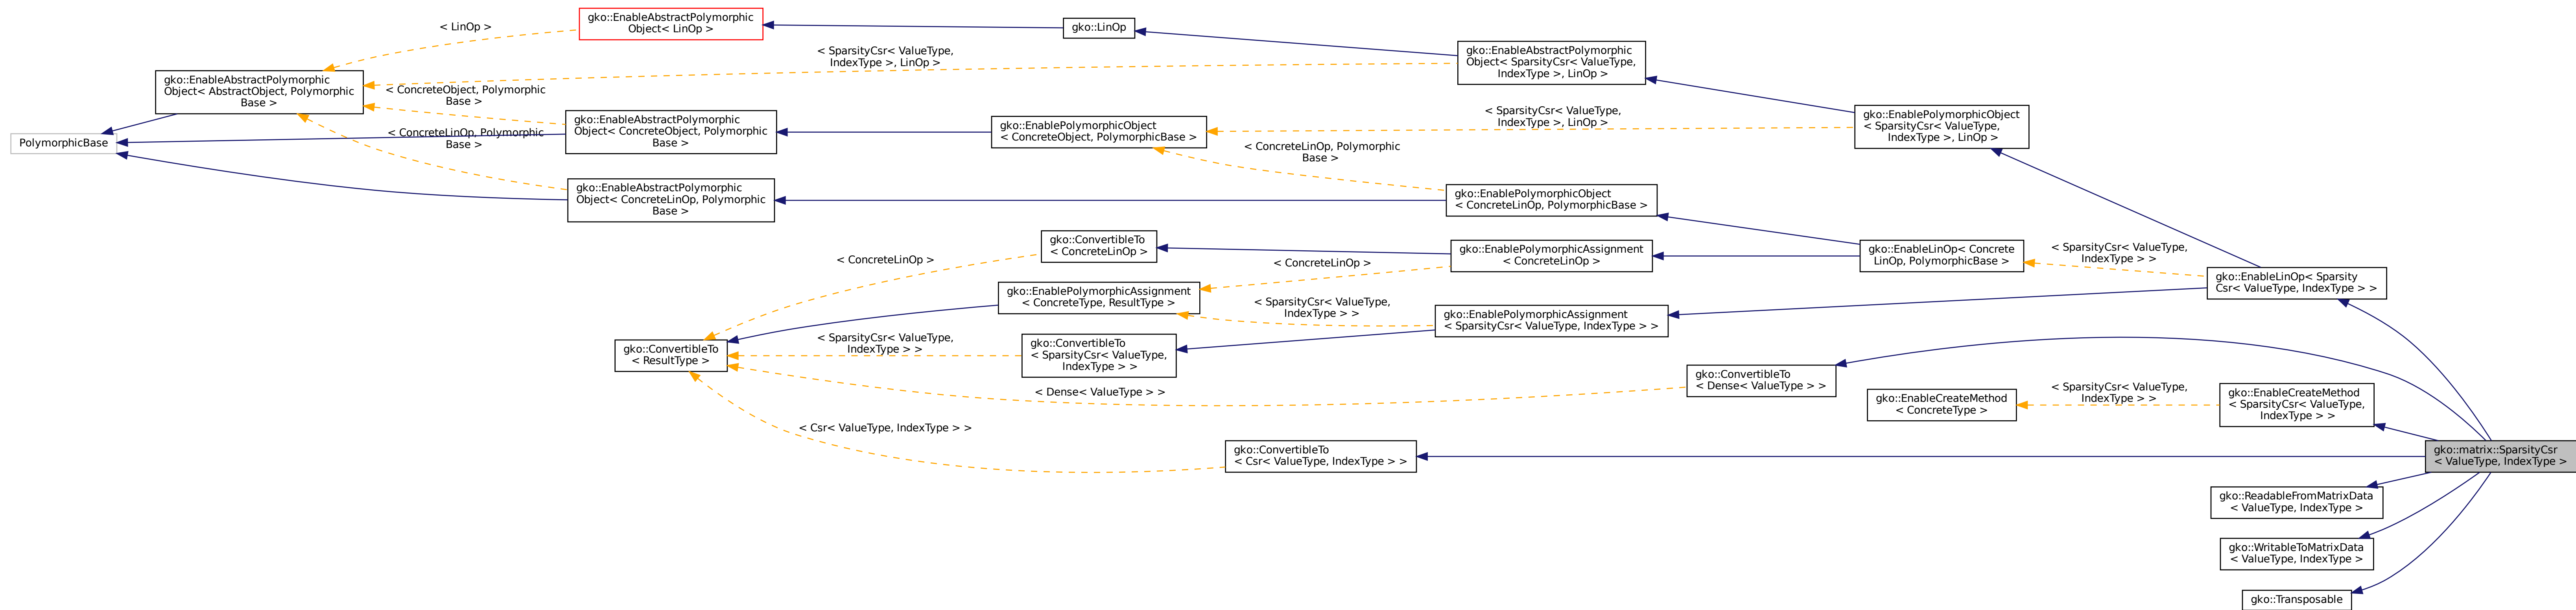 PolymorphicBase
gko::EnableAbstractPolymorphic
Object< AbstractObject, Polymorphic
Base >
< LinOp >
gko::EnableAbstractPolymorphic
Object< LinOp >
< SparsityCsr< ValueType,
IndexType >, LinOp >
< ConcreteObject, Polymorphic
Base >
< ConcreteLinOp, Polymorphic
Base >
gko::EnableAbstractPolymorphic
Object< ConcreteObject, Polymorphic
Base >
gko::EnableAbstractPolymorphic
Object< ConcreteLinOp, Polymorphic
Base >
gko::LinOp
gko::EnablePolymorphicObject
< ConcreteObject, PolymorphicBase >
gko::EnableAbstractPolymorphic
Object< SparsityCsr< ValueType,
IndexType >, LinOp >
< SparsityCsr< ValueType,
IndexType >, LinOp >
< ConcreteLinOp, Polymorphic
Base >
gko::EnablePolymorphicObject
< SparsityCsr< ValueType,
IndexType >, LinOp >
gko::EnablePolymorphicObject
< ConcreteLinOp, PolymorphicBase >
gko::ConvertibleTo
< ConcreteLinOp >
< ConcreteLinOp >
gko::EnablePolymorphicAssignment
< ConcreteLinOp >
< ConcreteLinOp >
gko::EnableLinOp< Concrete
LinOp, PolymorphicBase >
< SparsityCsr< ValueType,
IndexType > >
gko::EnableLinOp< Sparsity
Csr< ValueType, IndexType > >
gko::EnablePolymorphicAssignment
< ConcreteType, ResultType >
< SparsityCsr< ValueType,
IndexType > >
gko::EnablePolymorphicAssignment
< SparsityCsr< ValueType, IndexType > >
gko::ConvertibleTo
< ResultType >
< SparsityCsr< ValueType,
IndexType > >
gko::ConvertibleTo
< SparsityCsr< ValueType,
IndexType > >
< Dense< ValueType > >
gko::ConvertibleTo
< Dense< ValueType > >
gko::EnableCreateMethod
< ConcreteType >
< SparsityCsr< ValueType,
IndexType > >
gko::EnableCreateMethod
< SparsityCsr< ValueType,
IndexType > >
< Csr< ValueType, IndexType > >
gko::ConvertibleTo
< Csr< ValueType, IndexType > >
gko::matrix::SparsityCsr
< ValueType, IndexType >
gko::ReadableFromMatrixData
< ValueType, IndexType >
gko::WritableToMatrixData
< ValueType, IndexType >
gko::Transposable